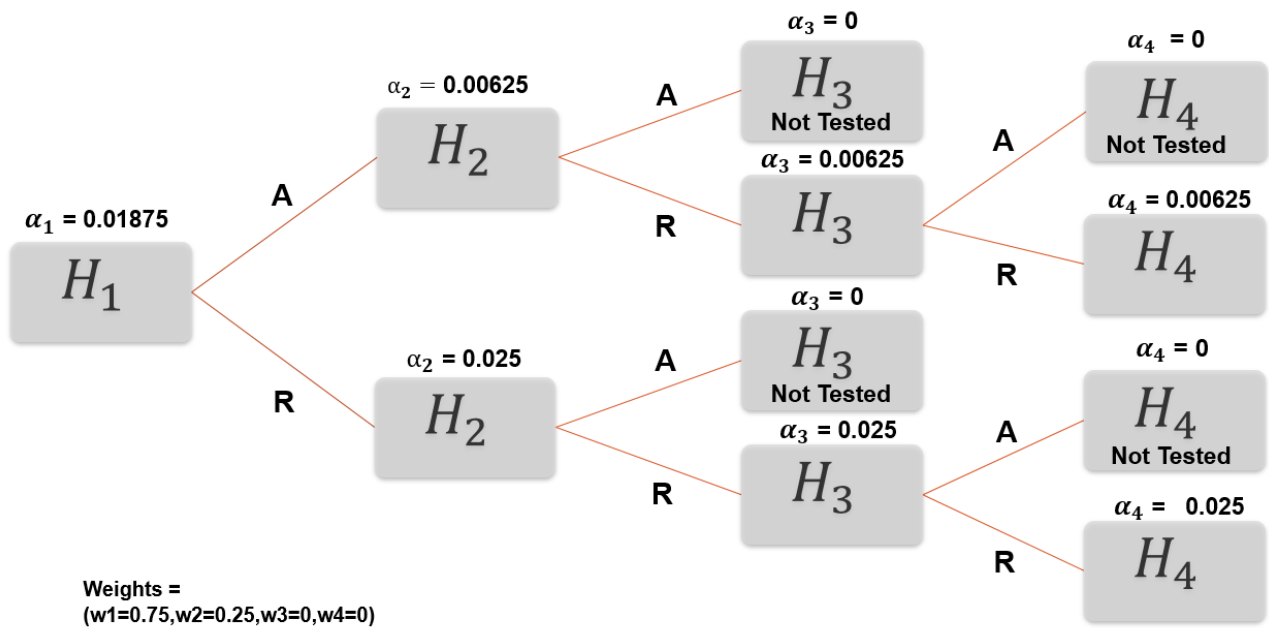 α₃ = 0
H₃
Not Tested
α₄ = 0
H₄
Not Tested
α₂ = 0.00625
H₂
A
A
α₃ = 0.00625
H₃
R
A
α₄ = 0.00625
H₄
R
α₁ = 0.01875
H₁
α₃ = 0
H₃
Not Tested
α₂ = 0.025
H₂
R
A
α₄ = 0
H₄
Not Tested
α₃ = 0.025
H₃
R
A
α₄ = 0.025
H₄
R
Weights =
(w1=0.75,w2=0.25,w3=0,w4=0)